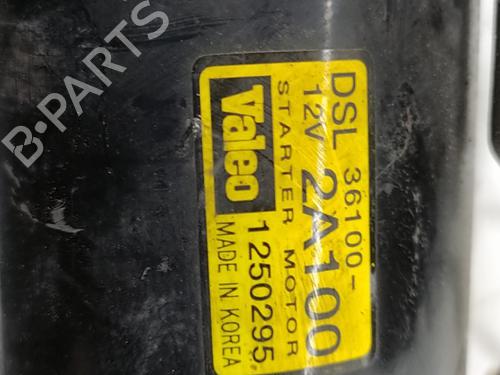 DSL 36100-
12V 2A100
STARTER MOTOR
Valeo 1250295
MADE IN KOREA
B-PARTS